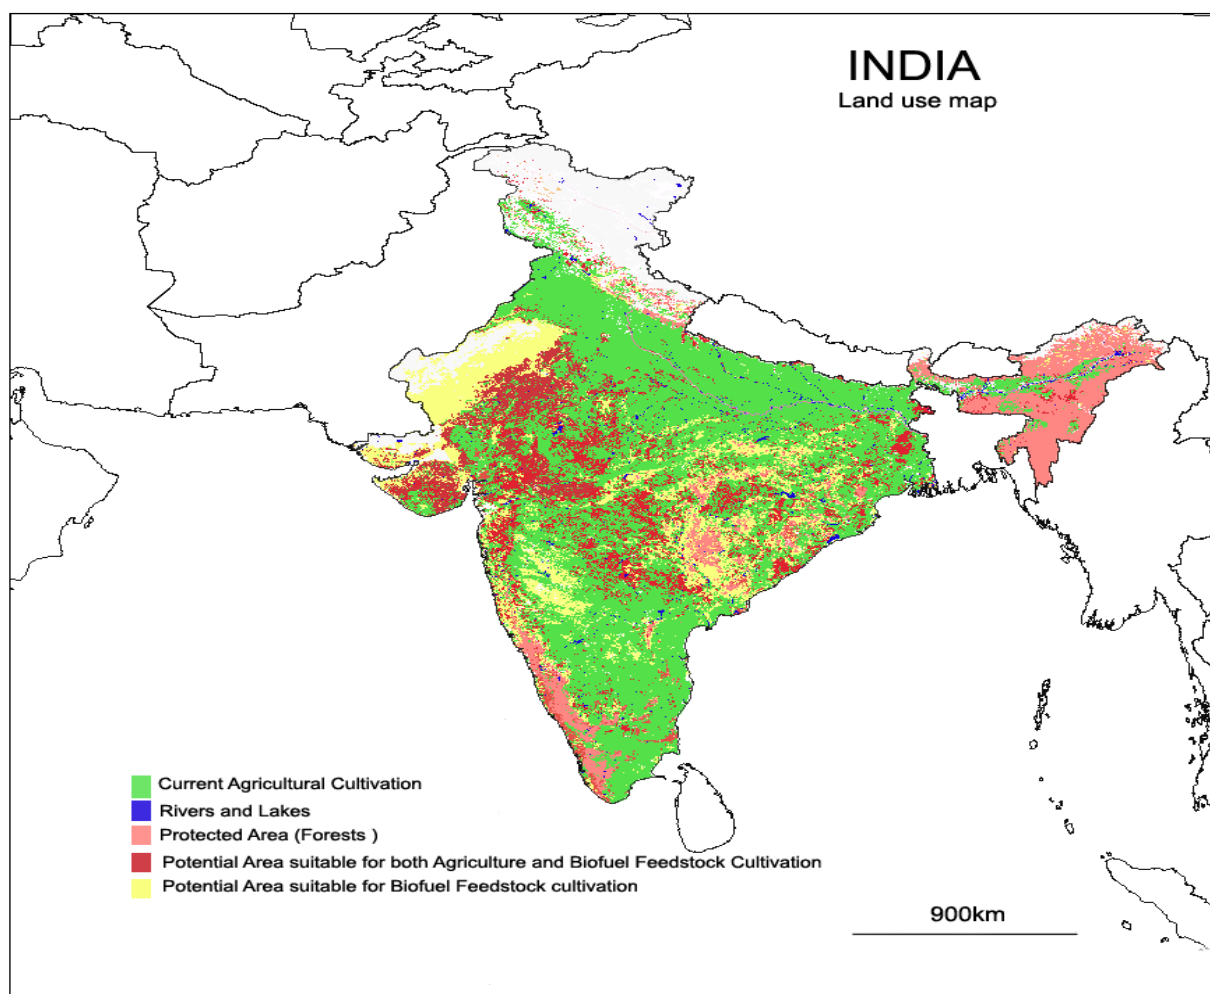 INDIA
Land use map
Current Agricultural Cultivation
Rivers and Lakes
Protected Area (Forests )
Potential Area suitable for both Agriculture and Biofuel Feedstock Cultivation
Potential Area suitable for Biofuel Feedstock cultivation
900km